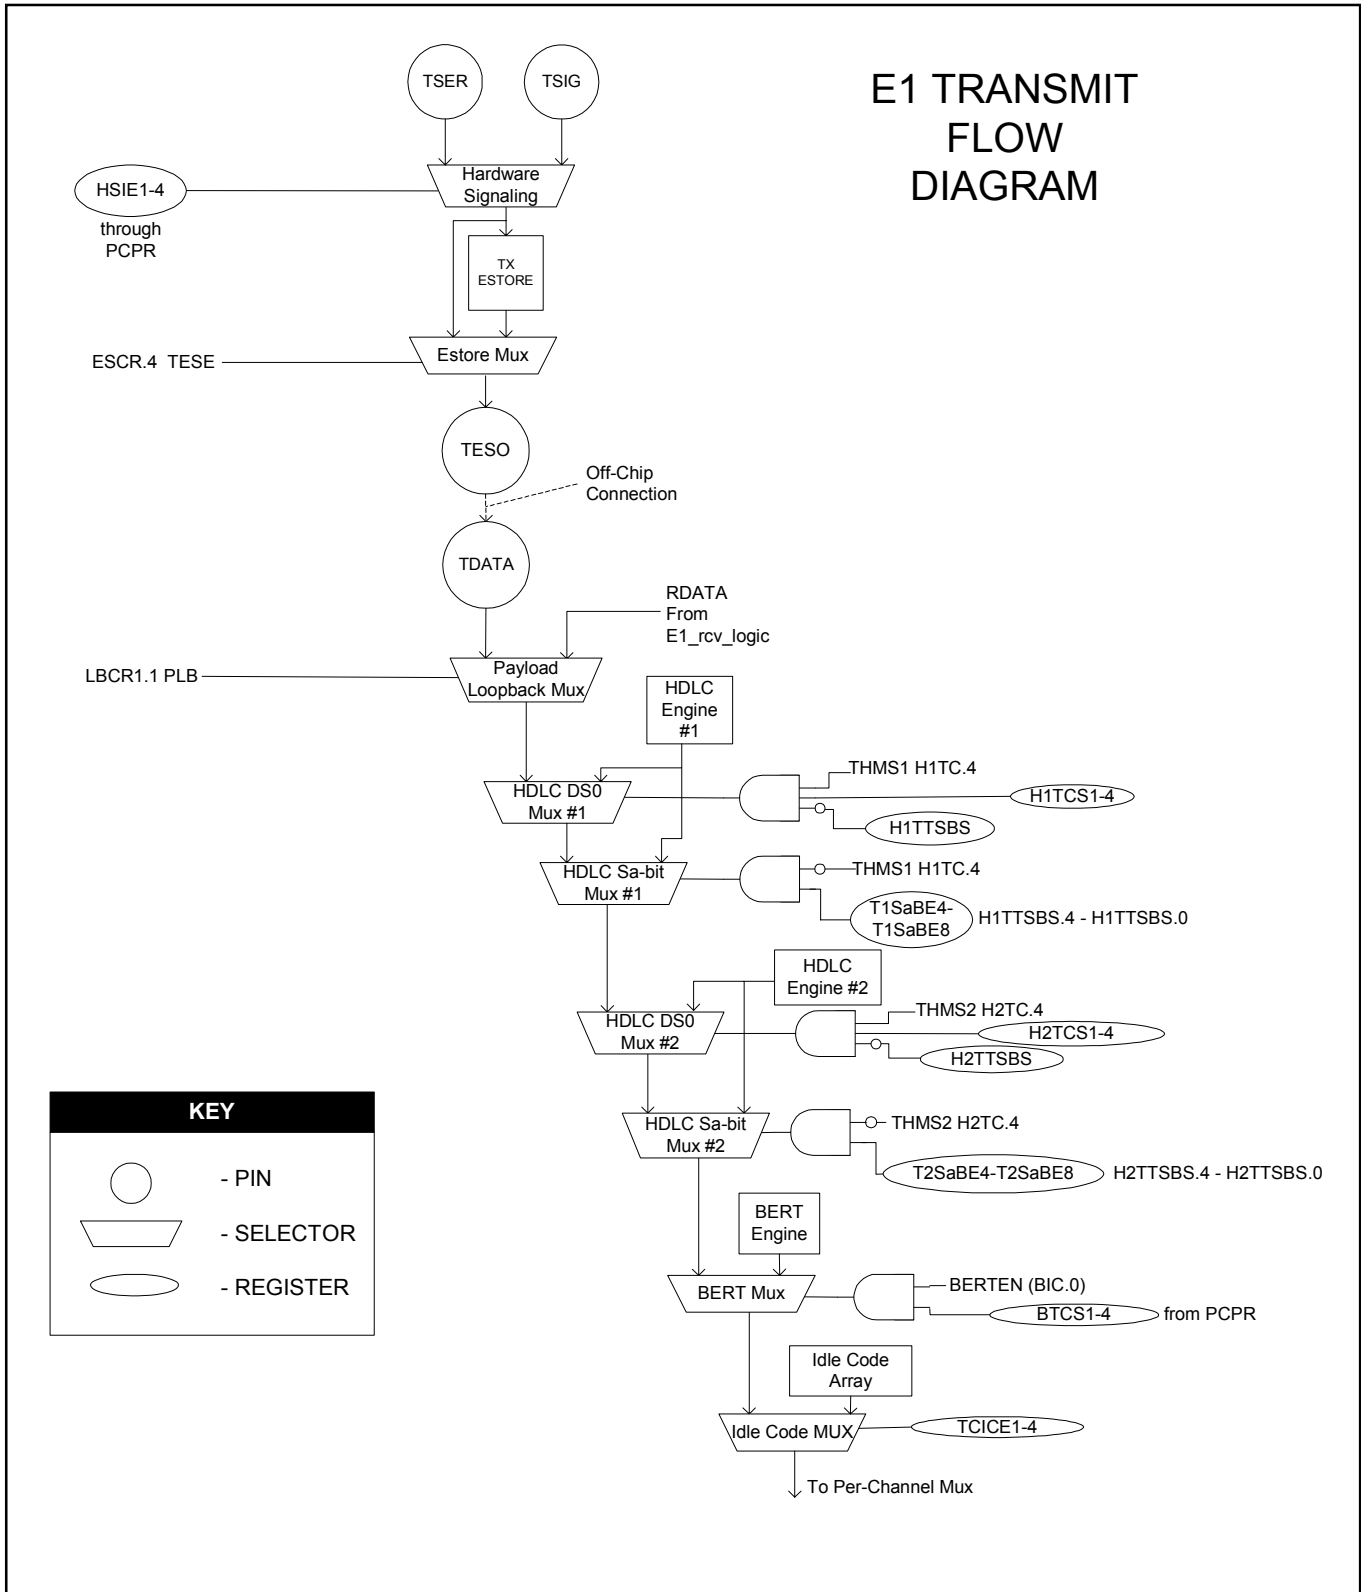 E1 TRANSMIT
FLOW
DIAGRAM
TSER
TSIG
Hardware
Signaling
HSIE1-4
through
PCPR
TX
ESTORE
ESCR.4 TESE
Estore Mux
TESO
Off-Chip
Connection
TDATA
RDATA
From
E1_rcv_logic
LBCR1.1 PLB
Payload
Loopback Mux
HDLC
Engine
#1
THMS1 H1TC.4
HDLC DS0
Mux #1
H1TCS1-4
H1TTSBS
HDLC Sa-bit
Mux #1
THMS1 H1TC.4
T1SaBE4-
T1SaBE8
H1TTSBS.4 - H1TTSBS.0
HDLC
Engine #2
THMS2 H2TC.4
HDLC DS0
Mux #2
H2TCS1-4
H2TTSBS
HDLC Sa-bit
Mux #2
THMS2 H2TC.4
T2SaBE4-T2SaBE8
H2TTSBS.4 - H2TTSBS.0
BERT
Engine
BERT Mux
BERTEN (BIC.0)
BTCS1-4
from PCPR
Idle Code
Array
Idle Code MUX
TCICE1-4
To Per-Channel Mux
KEY
- PIN
- SELECTOR
- REGISTER